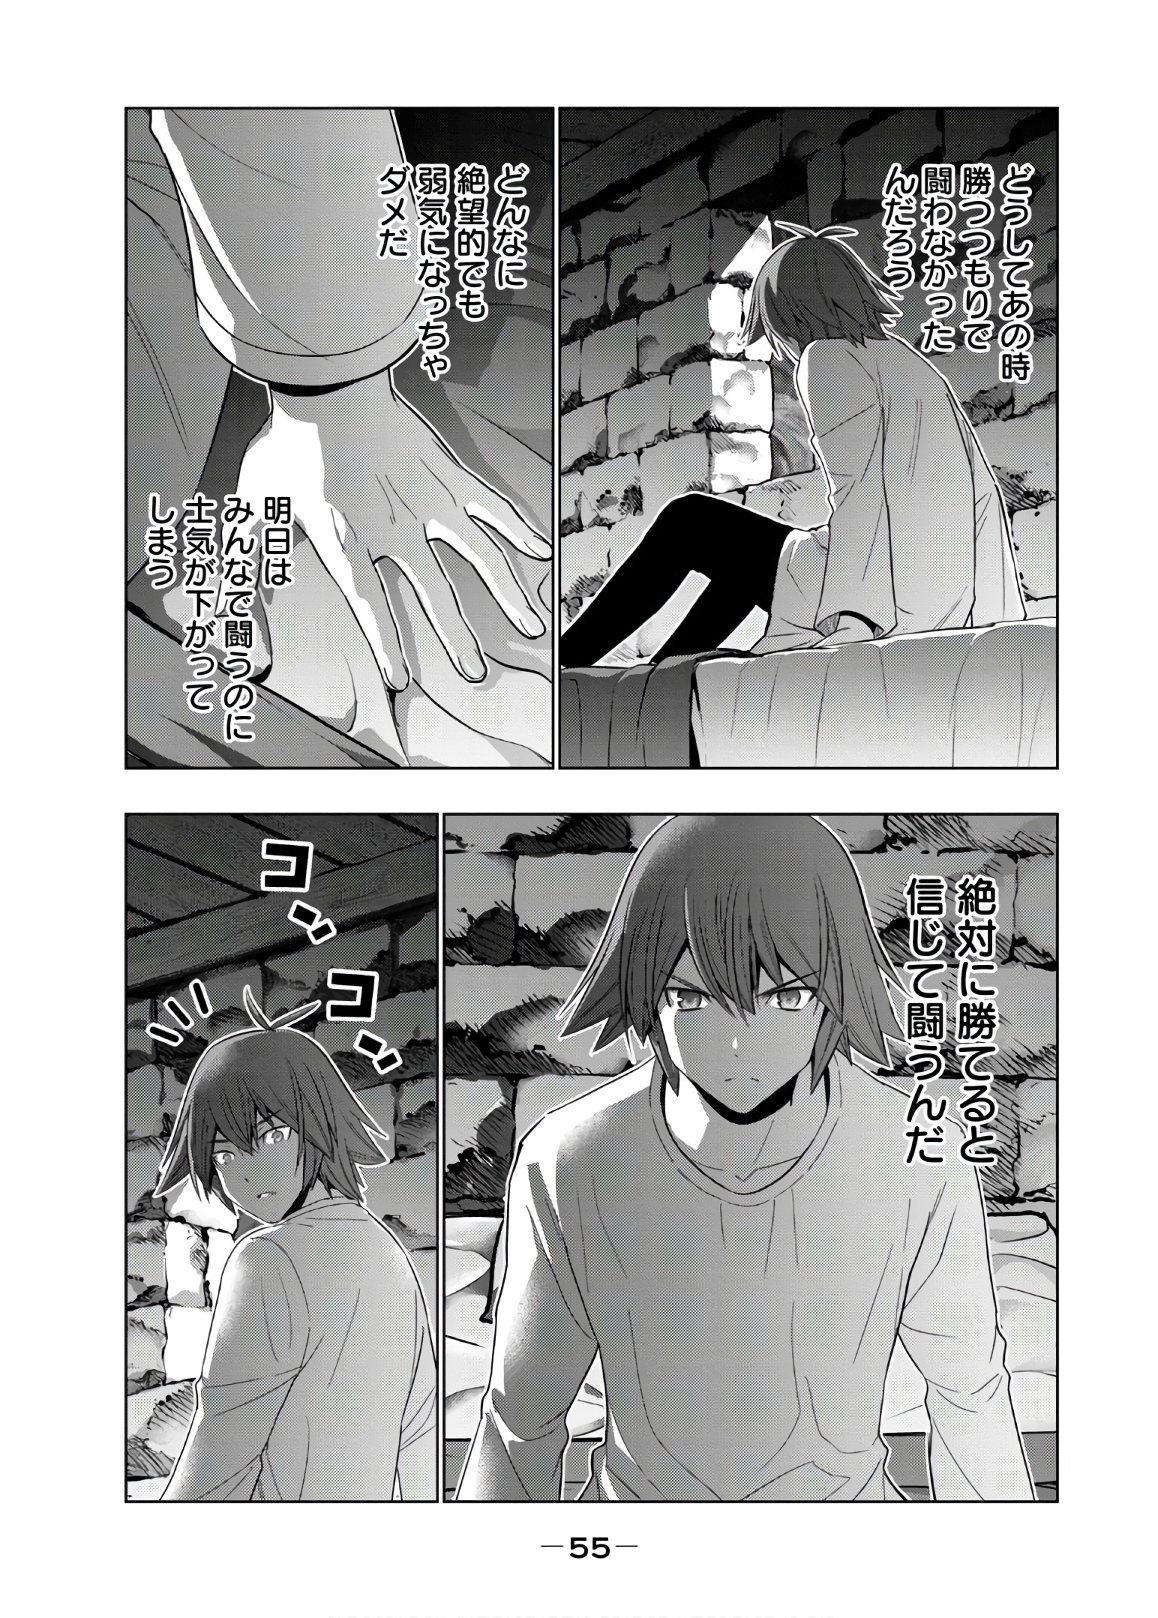 どうしてあの時
勝つつもりで
闘わなかった
んだろう
どんなに
絶望的でも
弱気になっちゃ
ダメだ
明日は
みんなで闘うのに
士気が下がって
しまう
絶対に勝てると
信じて闘うんだ
コン
コン
—55—